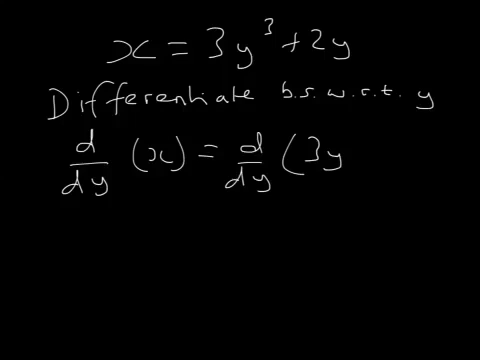 x = 3y³ + 2y
Differentiate b.s. w.r.t. y
d/dy (x) = d/dy (3y